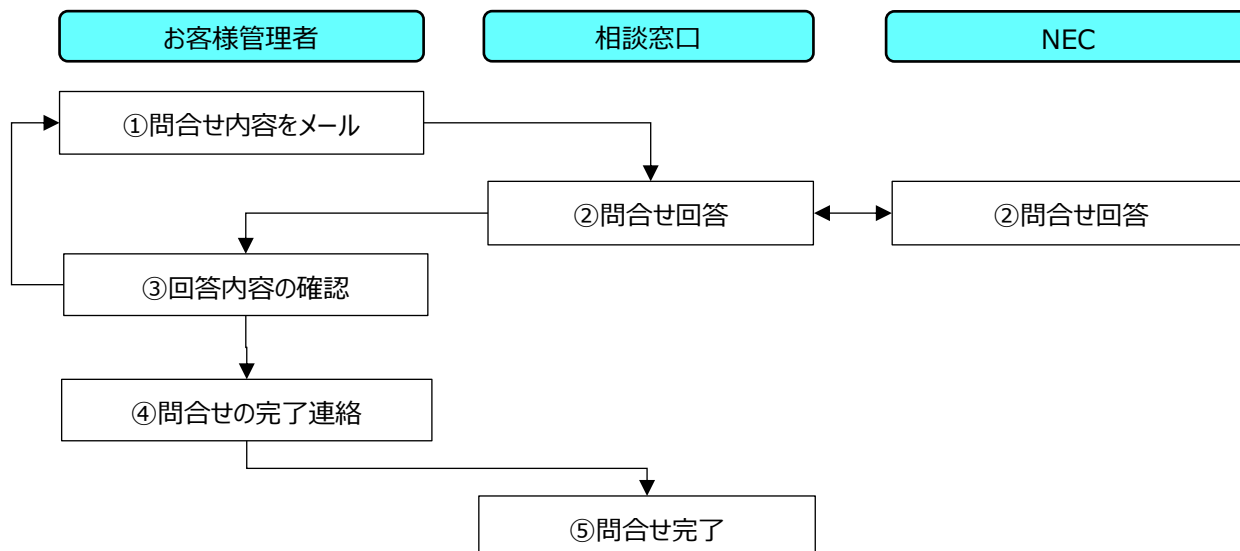 お客様管理者
相談窓口
NEC
①問合せ内容をメール
②問合せ回答
②問合せ回答
③回答内容の確認
④問合せの完了連絡
⑤問合せ完了